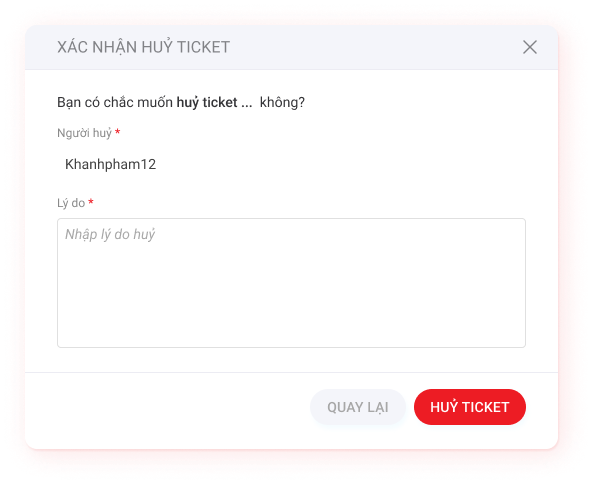 XÁC NHẬN HUỶ TICKET
Bạn có chắc muốn huỷ ticket ... không?
Người huỷ *
Khanhpham12
Lý do *
Nhập lý do huỷ
QUAY LẠI
HUỶ TICKET